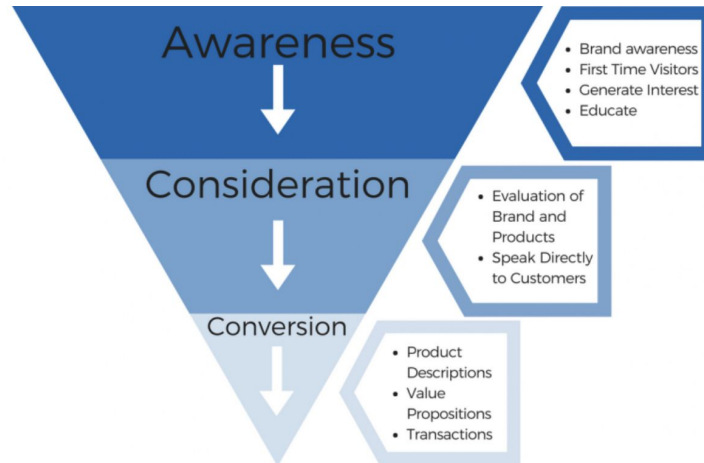 Awareness
• Brand awareness
• First Time Visitors
• Generate Interest
• Educate
Consideration
• Evaluation of
Brand and
Products
• Speak Directly
to Customers
Conversion
• Product
Descriptions
• Value
Propositions
• Transactions